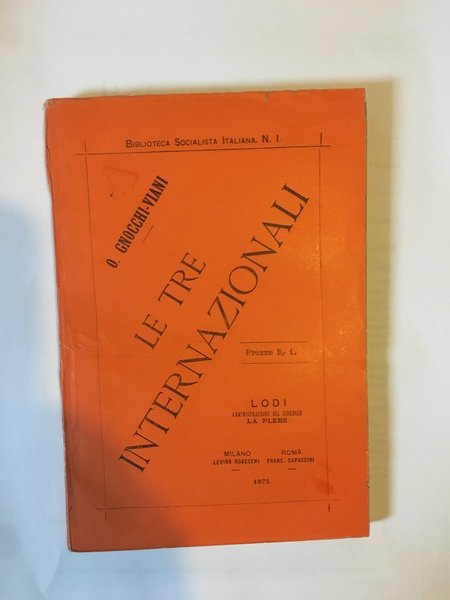 BIBLIOTECA SOCIALISTA ITALIANA. N. I.
O. GNOCCHI-VIANI
LE TRE
INTERNAZIONALI
Prezzo L. 1.
LODI
AMMINISTRAZIONE DEL GIORNALE
LA PLEBE
MILANO
LEVINO ROBECCHI
ROMA
FRANC. CAPACCINI
1875